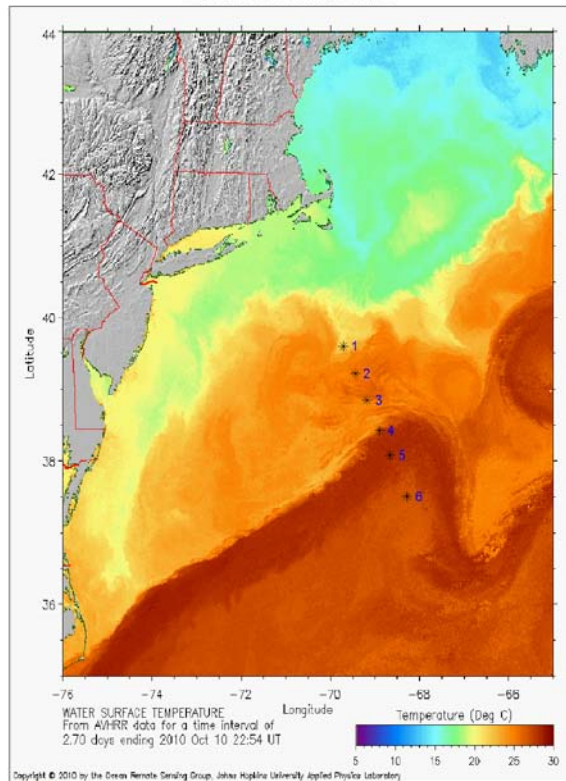 44
42
40
38
36
Latitude
1
2
3
4
5
6
-76 -74 -72 -70 -68 -66
Longitude
WATER SURFACE TEMPERATURE
From AVHRR data for a time interval of
2.70 days ending 2010 Oct 10 22:54 UT
Temperature (Deg C)
5 10 15 20 25 30
Copyright © 2010 by the Ocean Remote Sensing Group, Johns Hopkins University Applied Physics Laboratory